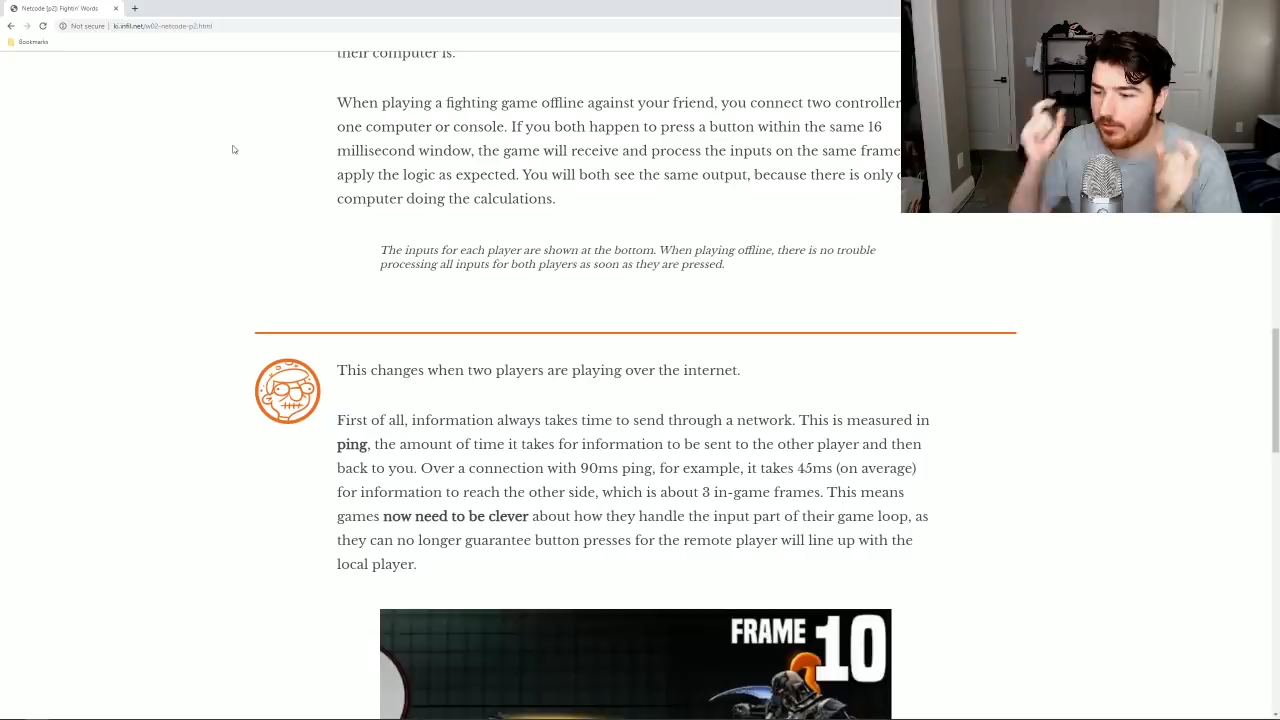 Netcode [p2]: Fightin' Words
Not secure | ki.infil.net/w02-netcode-p2.html
Bookmarks
their computer is.
When playing a fighting game offline against your friend, you connect two controller
one computer or console. If you both happen to press a button within the same 16
millisecond window, the game will receive and process the inputs on the same frame
apply the logic as expected. You will both see the same output, because there is only
computer doing the calculations.
The inputs for each player are shown at the bottom. When playing offline, there is no trouble
processing all inputs for both players as soon as they are pressed.
This changes when two players are playing over the internet.
First of all, information always takes time to send through a network. This is measured in
ping, the amount of time it takes for information to be sent to the other player and then
back to you. Over a connection with 90ms ping, for example, it takes 45ms (on average)
for information to reach the other side, which is about 3 in-game frames. This means
games now need to be clever about how they handle the input part of their game loop, as
they can no longer guarantee button presses for the remote player will line up with the
local player.
FRAME 10